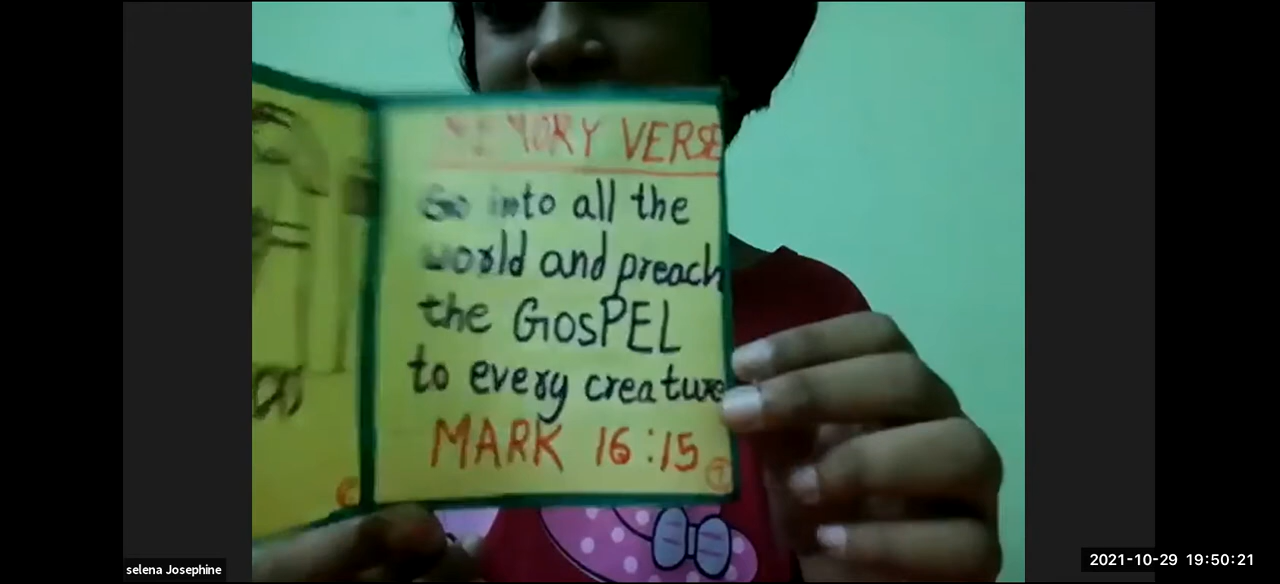 MEMORY VERSE
Go into all the
world and preach
the GosPEL
to every creature
MARK 16:15
7
selena Josephine
2021-10-29 19:50:21